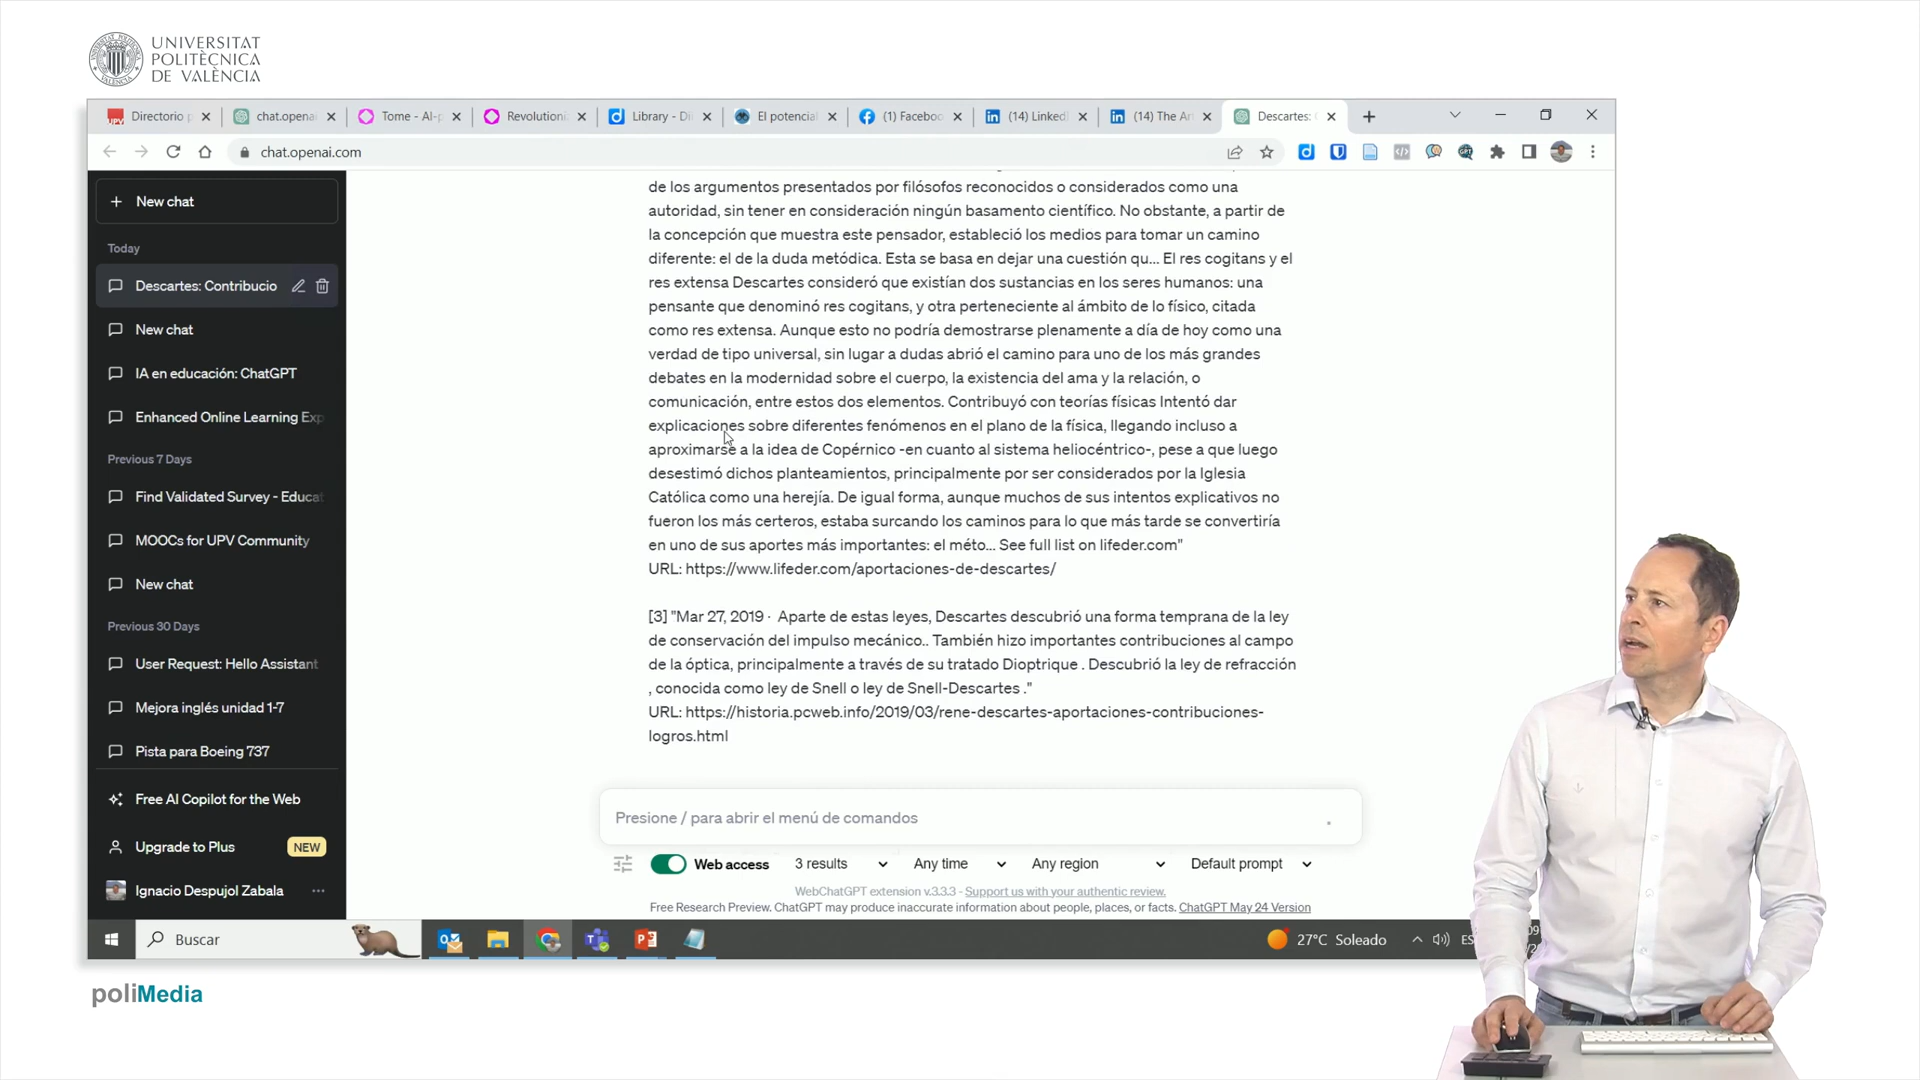 UNIVERSITAT
POLITÈCNICA
DE VALÈNCIA
Directorio p
chat.opena
Tome - AI-p
Revolutioni
Library - Di
El potencial
(1) Faceboo
(14) LinkedI
(14) The Ar
Descartes: C
chat.openai.com
New chat
Today
Descartes: Contribucio
New chat
IA en educación: ChatGPT
Enhanced Online Learning Exp
Previous 7 Days
Find Validated Survey - Educat
MOOCs for UPV Community
New chat
Previous 30 Days
User Request: Hello Assistant
Mejora inglés unidad 1-7
Pista para Boeing 737
Free AI Copilot for the Web
Upgrade to Plus NEW
Ignacio Despujol Zabala
de los argumentos presentados por filósofos reconocidos o considerados como una
autoridad, sin tener en consideración ningún basamento científico. No obstante, a partir de
la concepción que muestra este pensador, estableció los medios para tomar un camino
diferente: el de la duda metódica. Esta se basa en dejar una cuestión qu... El res cogitans y el
res extensa Descartes consideró que existían dos sustancias en los seres humanos: una
pensante que denominó res cogitans, y otra perteneciente al ámbito de lo físico, citada
como res extensa. Aunque esto no podría demostrarse plenamente a día de hoy como una
verdad de tipo universal, sin lugar a dudas abrió el camino para uno de los más grandes
debates en la modernidad sobre el cuerpo, la existencia del ama y la relación, o
comunicación, entre estos dos elementos. Contribuyó con teorías físicas Intentó dar
explicaciones sobre diferentes fenómenos en el plano de la física, llegando incluso a
aproximarse a la idea de Copérnico -en cuanto al sistema heliocéntrico-, pese a que luego
desestimó dichos planteamientos, principalmente por ser considerados por la Iglesia
Católica como una herejía. De igual forma, aunque muchos de sus intentos explicativos no
fueron los más certeros, estaba surcando los caminos para lo que más tarde se convertiría
en uno de sus aportes más importantes: el méto... See full list on lifeder.com"
URL: https://www.lifeder.com/aportaciones-de-descartes/
[3] "Mar 27, 2019 · Aparte de estas leyes, Descartes descubrió una forma temprana de la ley
de conservación del impulso mecánico.. También hizo importantes contribuciones al campo
de la óptica, principalmente a través de su tratado Dioptrique . Descubrió la ley de refracción
, conocida como ley de Snell o ley de Snell-Descartes ."
URL: https://historia.pcweb.info/2019/03/rene-descartes-aportaciones-contribuciones-
logros.html
Presione / para abrir el menú de comandos
Web access 3 results Any time Any region Default prompt
WebChatGPT extension v.3.3.3 - Support us with your authentic review.
Free Research Preview. ChatGPT may produce inaccurate information about people, places, or facts. ChatGPT May 24 Version
Buscar
27°C Soleado
poliMedia